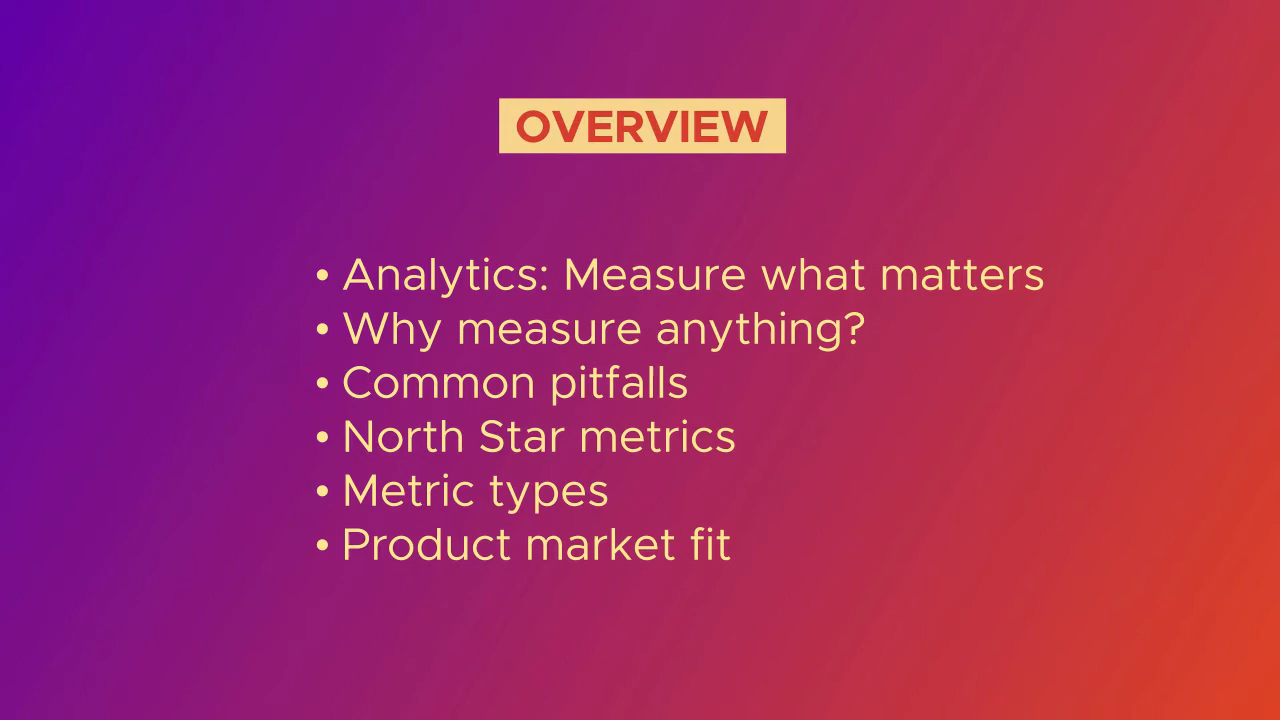 OVERVIEW
• Analytics: Measure what matters
• Why measure anything?
• Common pitfalls
• North Star metrics
• Metric types
• Product market fit